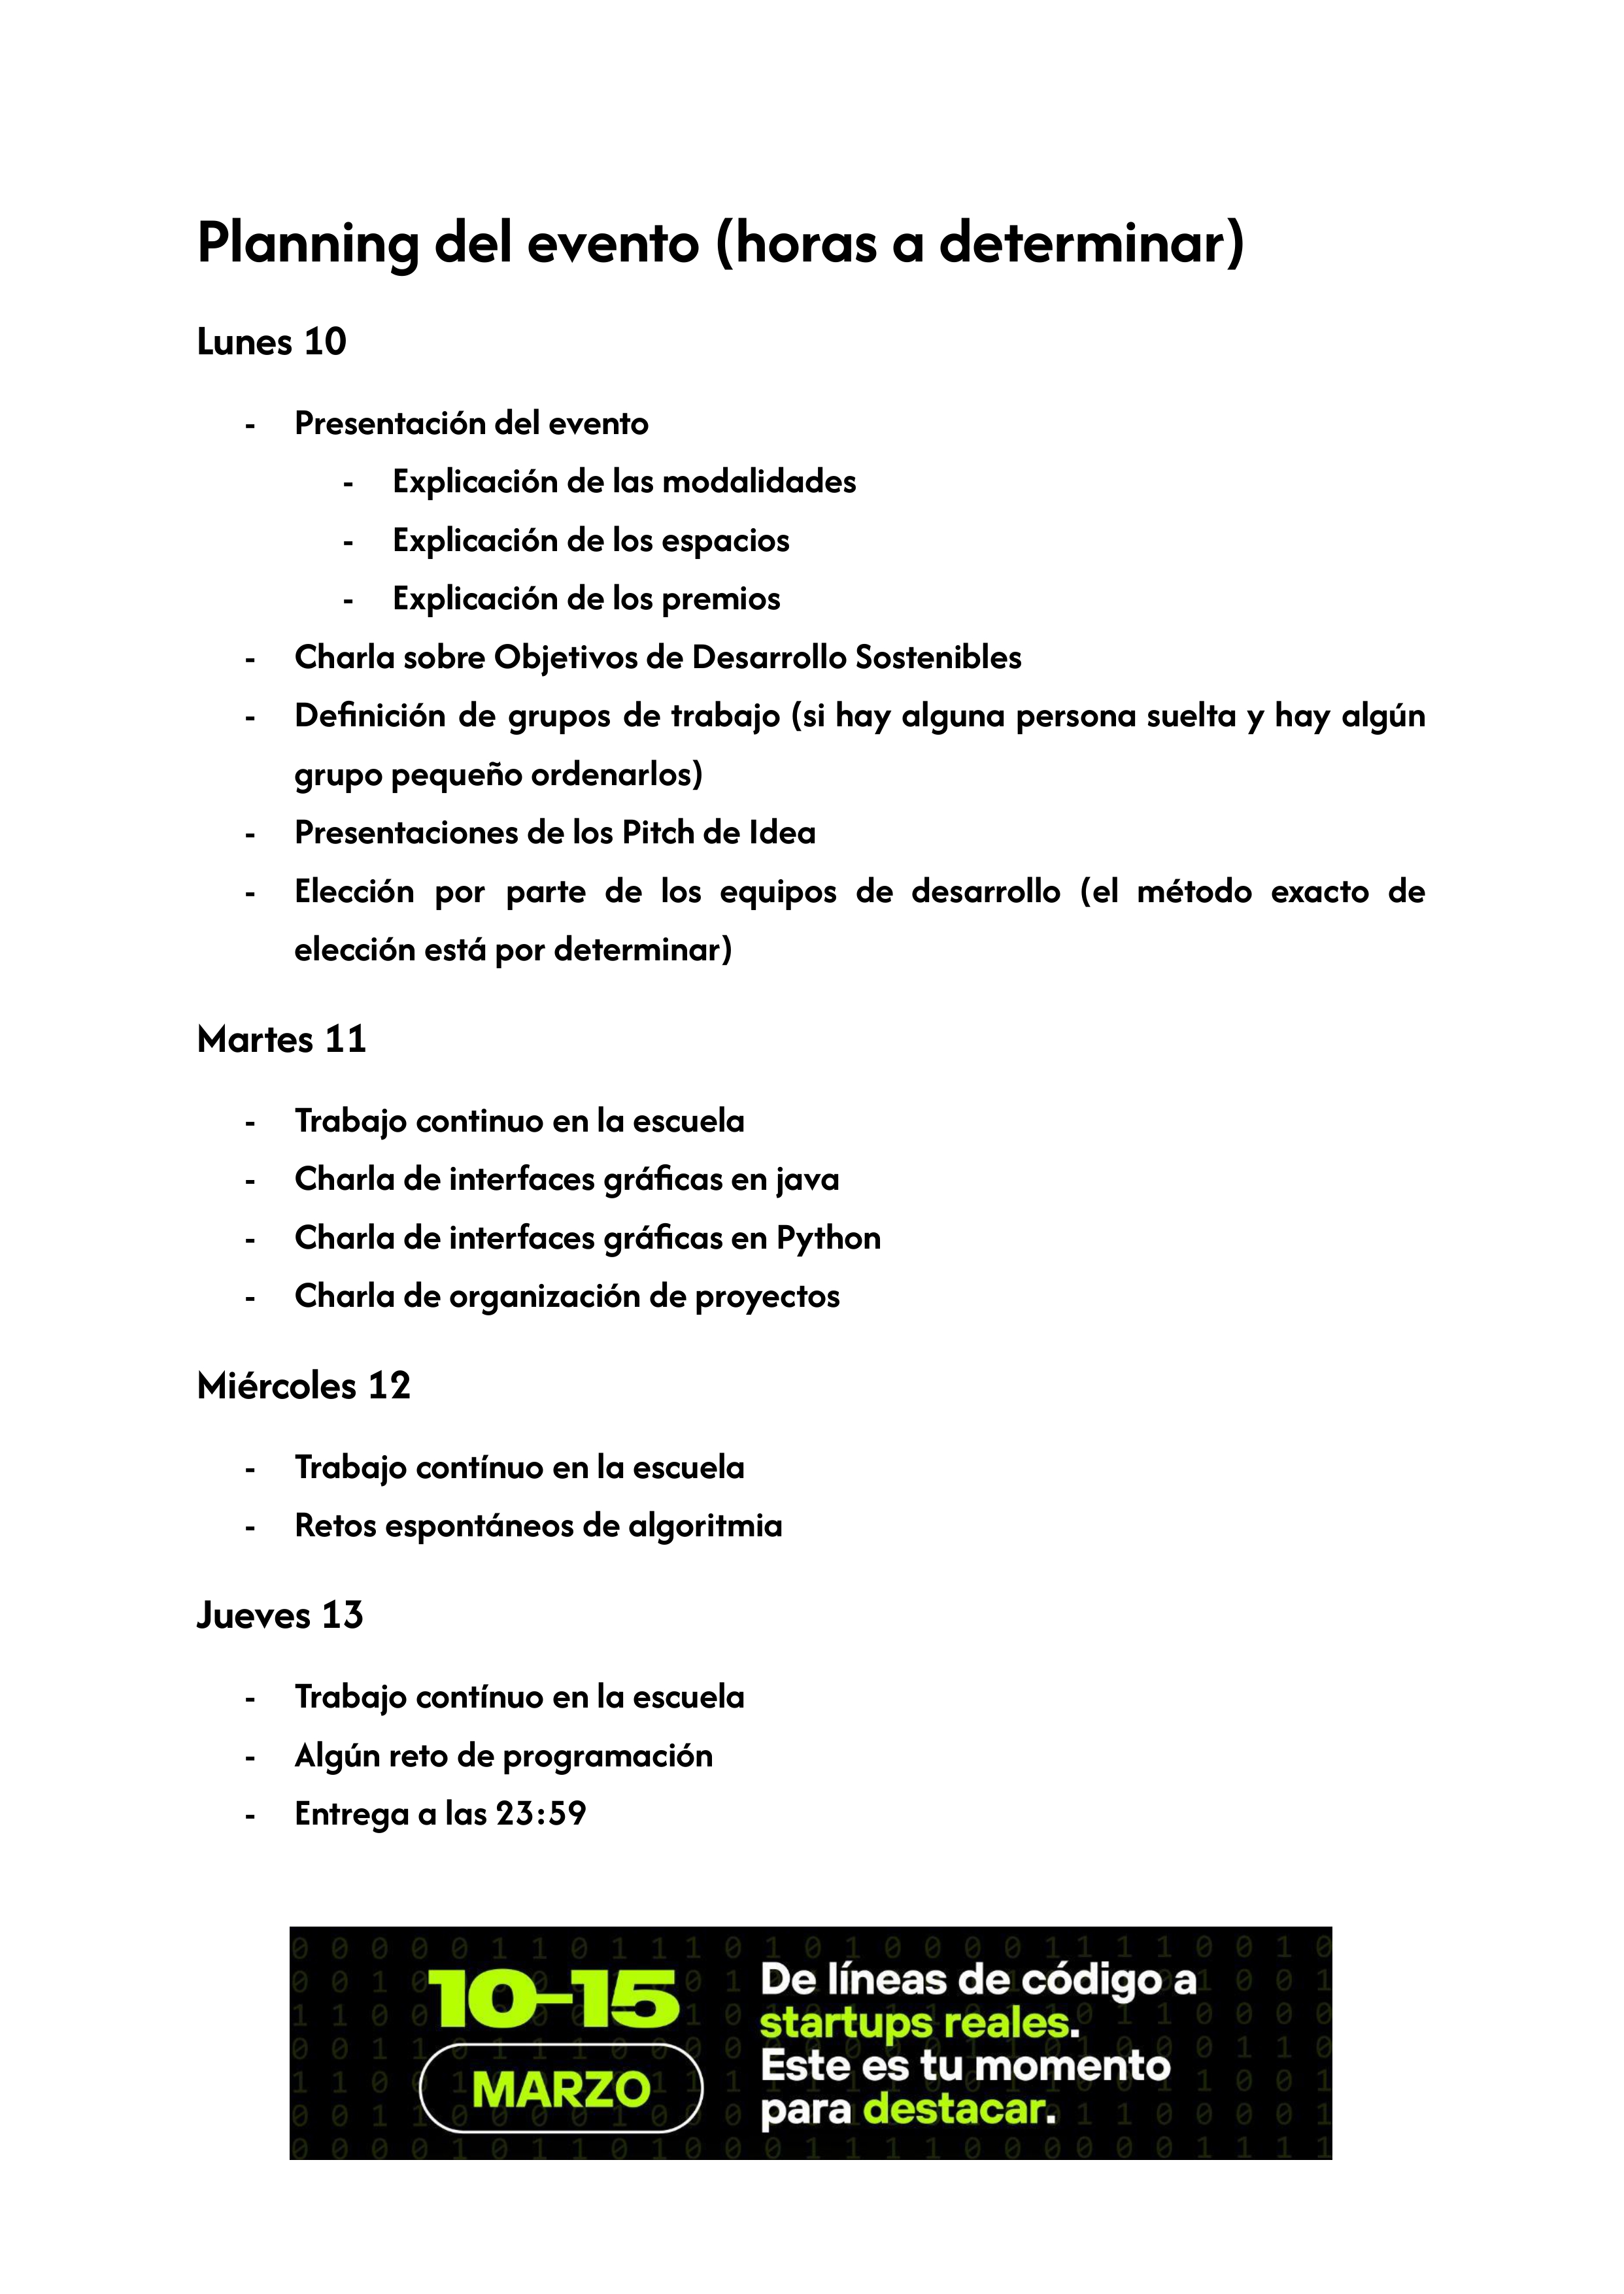 Planning del evento (horas a determinar)
Lunes 10
- Presentación del evento
- Explicación de las modalidades
- Explicación de los espacios
- Explicación de los premios
- Charla sobre Objetivos de Desarrollo Sostenibles
- Definición de grupos de trabajo (si hay alguna persona suelta y hay algún
grupo pequeño ordenarlos)
- Presentaciones de los Pitch de Idea
- Elección por parte de los equipos de desarrollo (el método exacto de
elección está por determinar)
Martes 11
- Trabajo continuo en la escuela
- Charla de interfaces gráficas en java
- Charla de interfaces gráficas en Python
- Charla de organización de proyectos
Miércoles 12
- Trabajo contínuo en la escuela
- Retos espontáneos de algoritmia
Jueves 13
- Trabajo contínuo en la escuela
- Algún reto de programación
- Entrega a las 23:59
10–15
MARZO
De líneas de código a
startups reales.
Este es tu momento
para destacar.